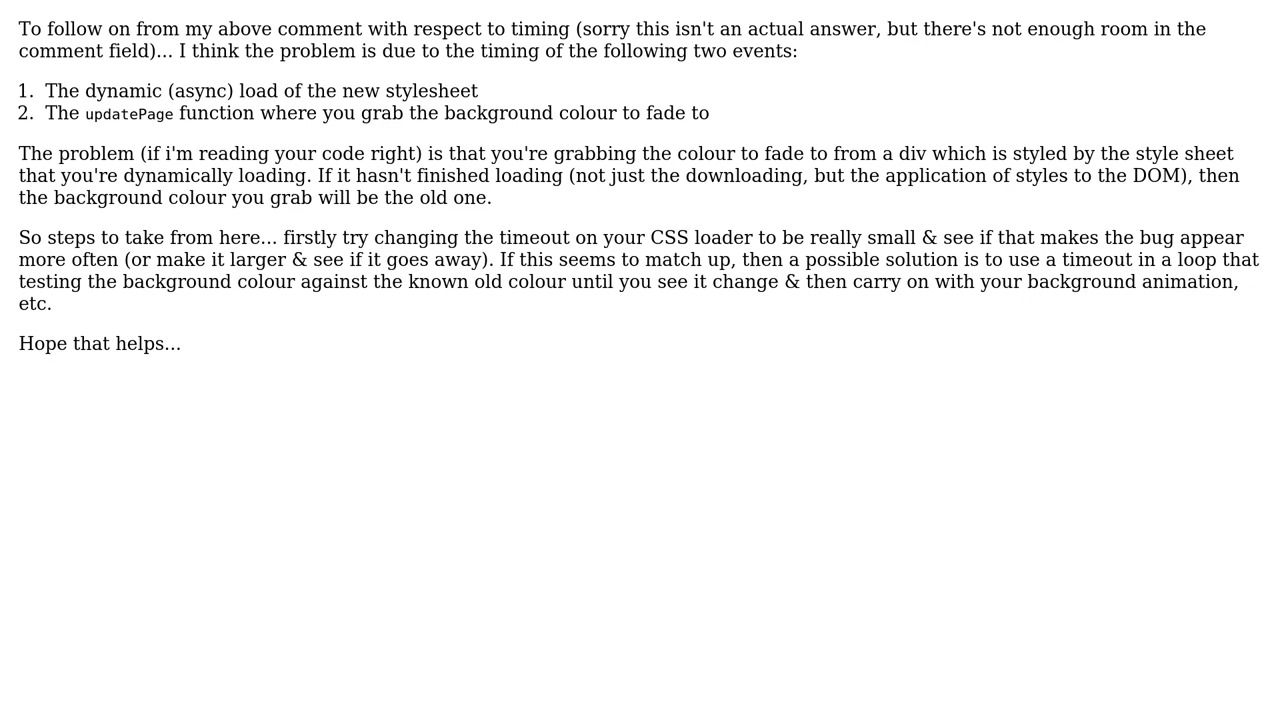 To follow on from my above comment with respect to timing (sorry this isn't an actual answer, but there's not enough room in the
comment field)... I think the problem is due to the timing of the following two events:
1. The dynamic (async) load of the new stylesheet
2. The updatePage function where you grab the background colour to fade to
The problem (if i'm reading your code right) is that you're grabbing the colour to fade to from a div which is styled by the style sheet
that you're dynamically loading. If it hasn't finished loading (not just the downloading, but the application of styles to the DOM), then
the background colour you grab will be the old one.
So steps to take from here... firstly try changing the timeout on your CSS loader to be really small & see if that makes the bug appear
more often (or make it larger & see if it goes away). If this seems to match up, then a possible solution is to use a timeout in a loop that
testing the background colour against the known old colour until you see it change & then carry on with your background animation,
etc.
Hope that helps...